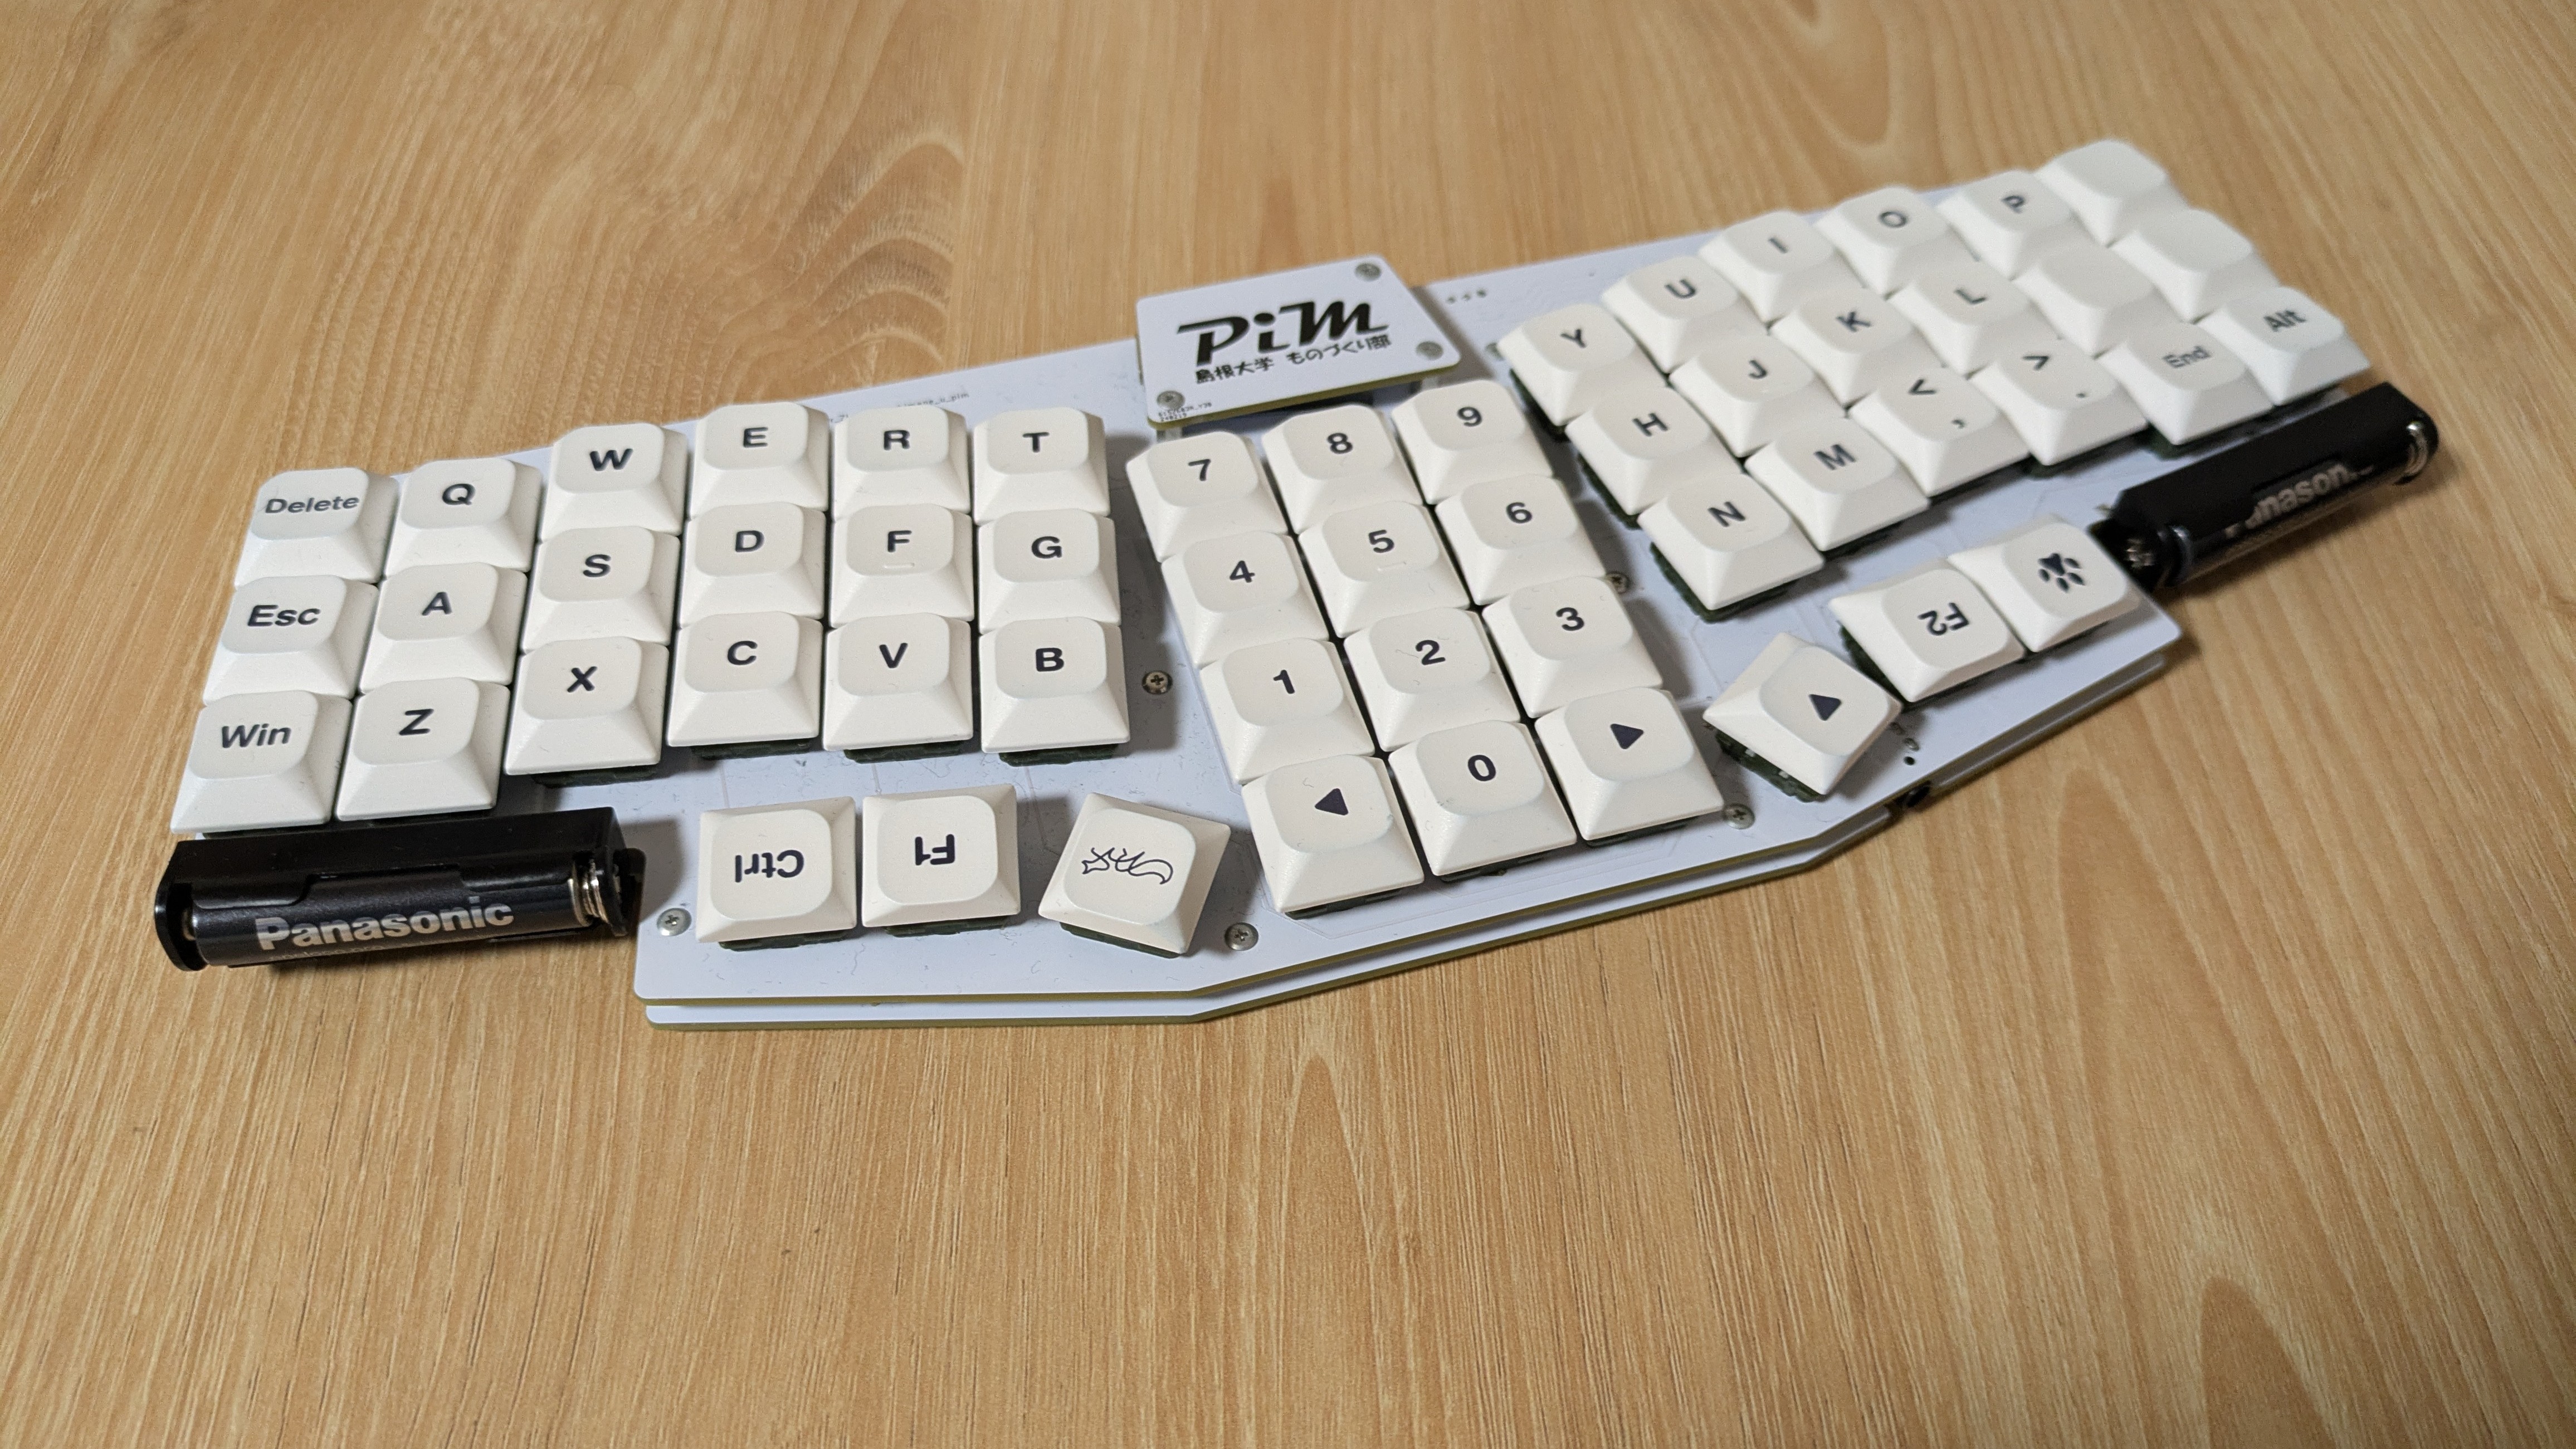 PiM
島根大学 ものづくり部
Delete Q W E R T
Esc A S D F G
Win Z X C V B
Ctrl F1
7 8 9
4 5 6
1 2 3
◀ 0 ▶
Y U I O P
H J K L
N M < , > . End Alt
▲ F2
Panasonic